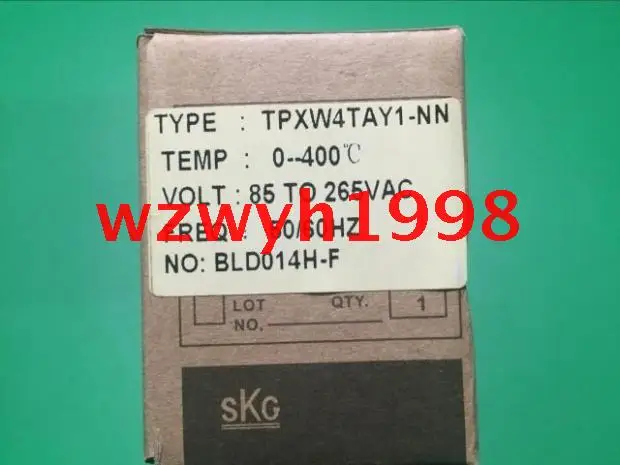 TYPE : TPXW4TAY1-NN
TEMP : 0--400℃
VOLT : 85 TO 265VAC
wzwyh1998
FREQ : 50/60HZ
NO: BLD014H-F
LOT QTY. 1
NO.
SKG